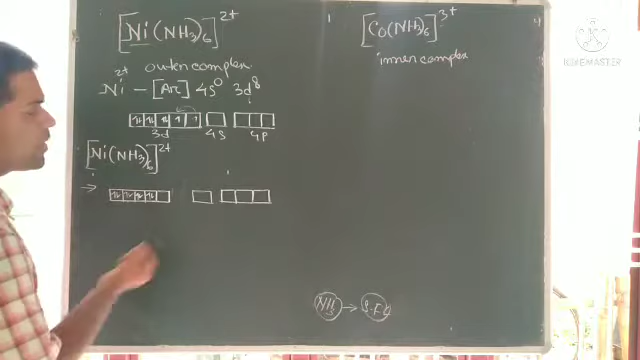 [Ni(NH₃)₆]²⁺
outer complex
Ni²⁺ - [Ar] 4s⁰ 3d⁸
3d 4s 4p
[Ni(NH₃)₆]²⁺
→
[Co(NH₃)₆]³⁺
inner complex
NH₃ → S.F.L
KINEMASTER